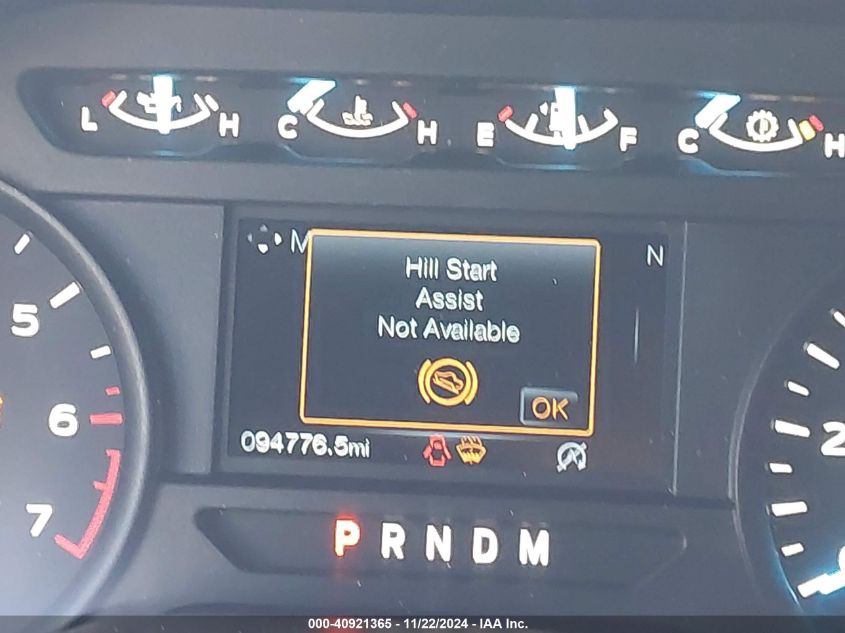 L H C H E F C H
M N
Hill Start
Assist
Not Available
OK
5
6
7
2
094776.5mi
P R N D M
000-40921365 - 11/22/2024 - IAA Inc.